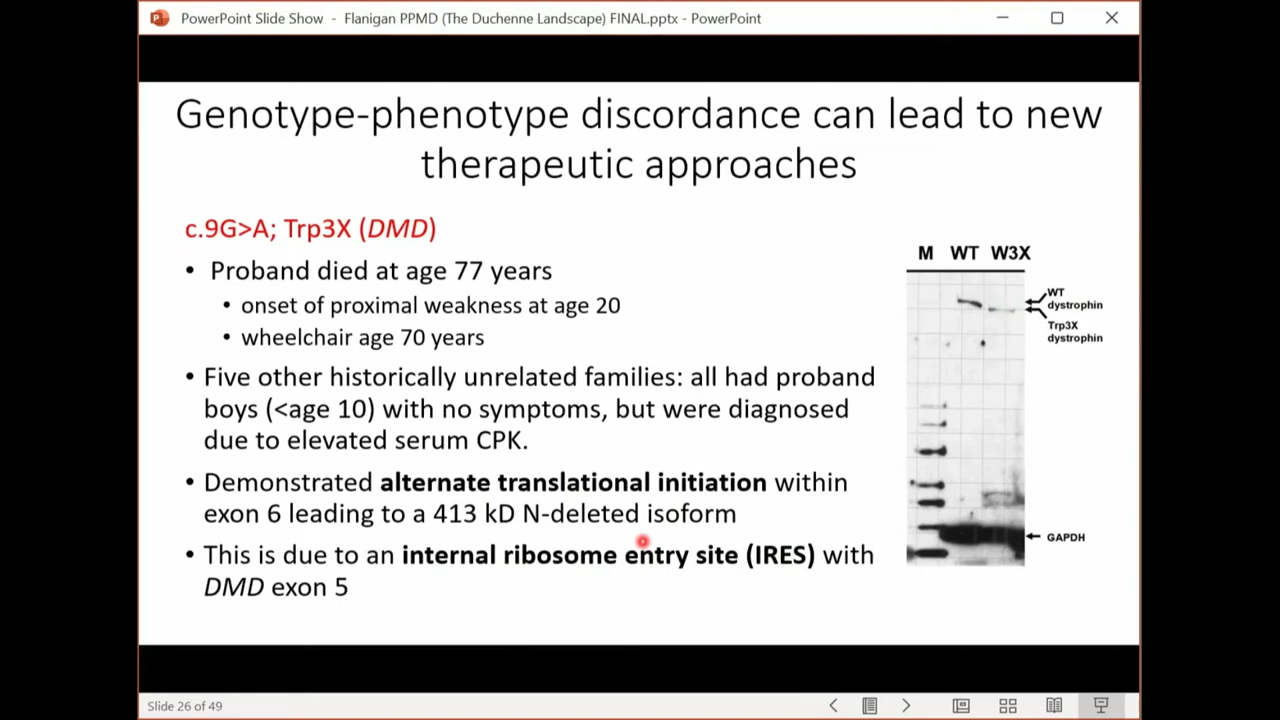 PowerPoint Slide Show - Flanigan PPMD (The Duchenne Landscape) FINAL.pptx - PowerPoint
Genotype-phenotype discordance can lead to new
therapeutic approaches
c.9G>A; Trp3X (DMD)
• Proband died at age 77 years
• onset of proximal weakness at age 20
• wheelchair age 70 years
• Five other historically unrelated families: all had proband
boys (<age 10) with no symptoms, but were diagnosed
due to elevated serum CPK.
• Demonstrated alternate translational initiation within
exon 6 leading to a 413 kD N-deleted isoform
• This is due to an internal ribosome entry site (IRES) with
DMD exon 5
M WT W3X
WT
dystrophin
Trp3X
dystrophin
GAPDH
Slide 26 of 49